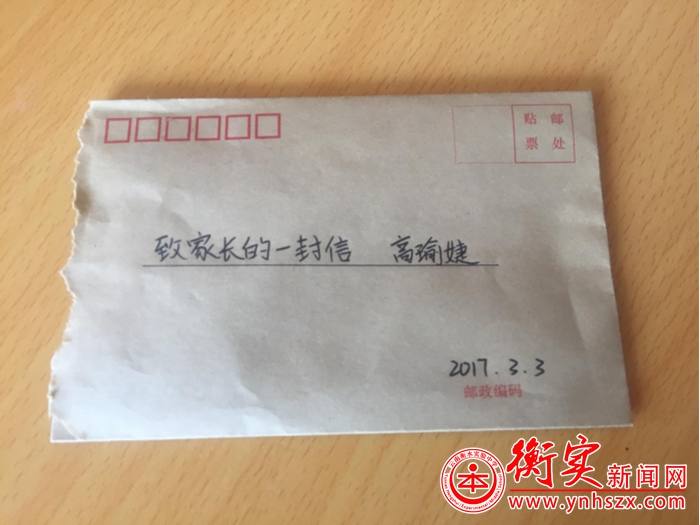 贴 邮
票 处
致家长的一封信 高瑜婕
2017.3.3
邮政编码
衡实新闻网
www.ynhszx.com